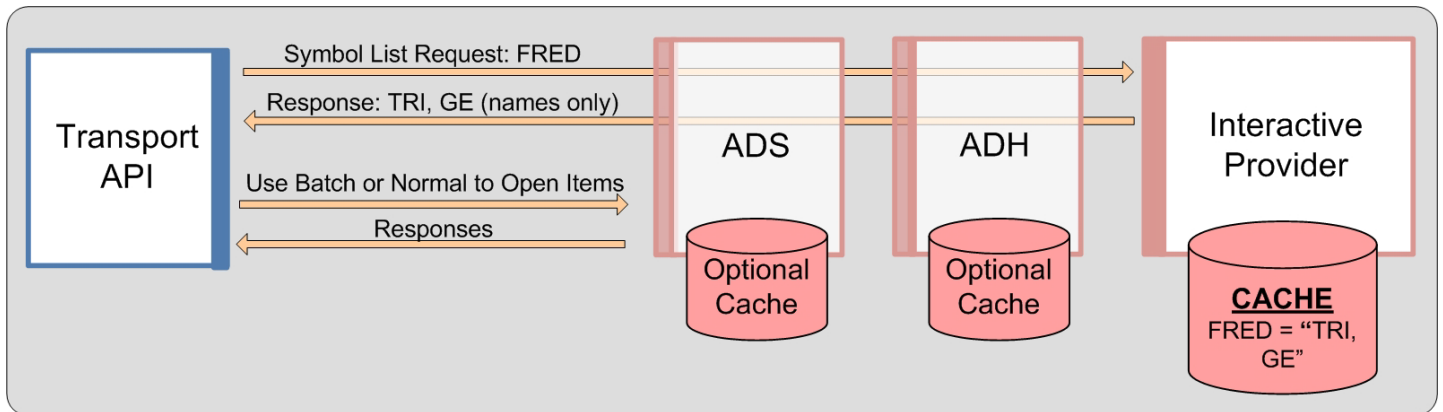 Symbol List Request: FRED
Response: TRI, GE (names only)
Transport
API
Use Batch or Normal to Open Items
Responses
ADS
ADH
Interactive
Provider
Optional
Cache
Optional
Cache
CACHE
FRED = “TRI,
GE”